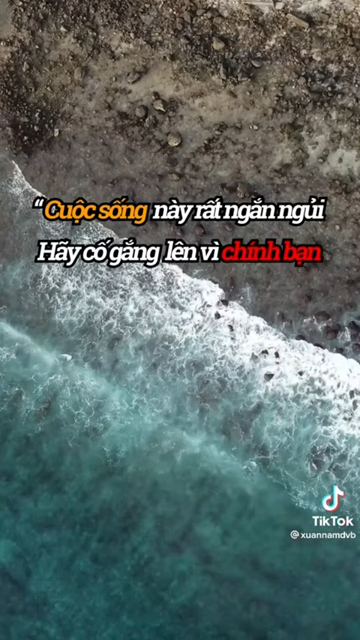 “Cuộc sống này rất ngắn ngủi
Hãy cố gắng lên vì chính bạn
TikTok
@xuannamdvb